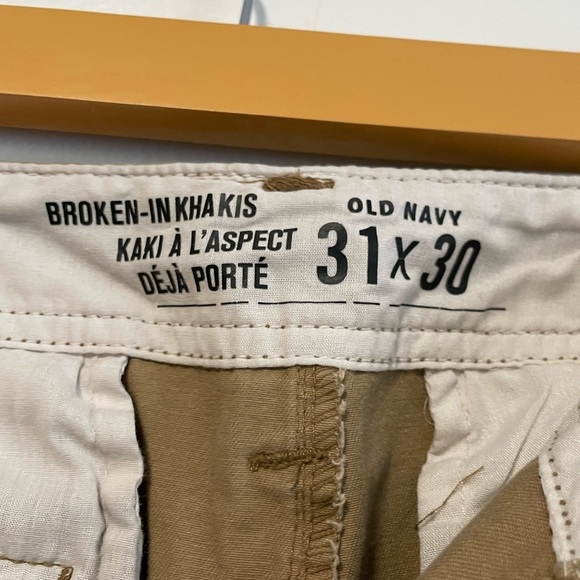 BROKEN-IN KHAKIS
KAKI À L'ASPECT
DÉJÀ PORTÉ
OLD NAVY
31 X 30